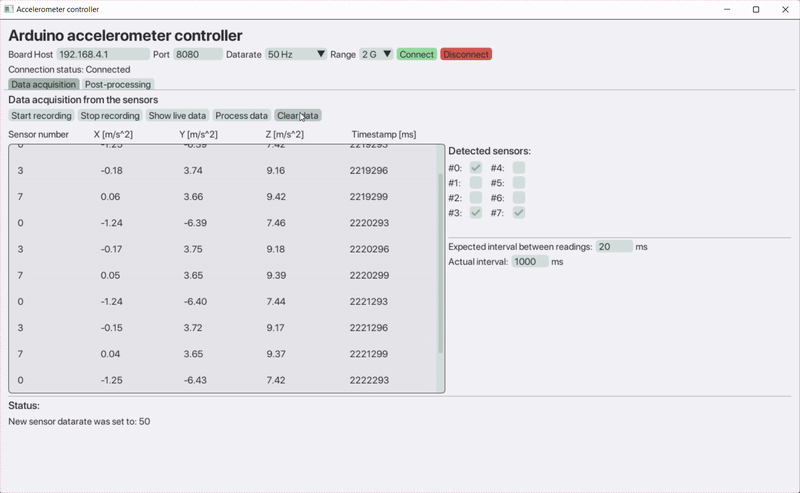 Accelerometer controller
Arduino accelerometer controller
Board Host 192.168.4.1 Port 8080 Datarate 50 Hz Range 2 G Connect Disconnect
Connection status: Connected
Data acquisition Post-processing
Data acquisition from the sensors
Start recording Stop recording Show live data Process data Clear data
Sensor number X [m/s^2] Y [m/s^2] Z [m/s^2] Timestamp [ms]
0 -1.25 -6.39 7.42 2219293
3 -0.18 3.74 9.16 2219296
7 0.06 3.66 9.42 2219299
0 -1.24 -6.39 7.46 2220293
3 -0.17 3.75 9.18 2220296
7 0.05 3.65 9.39 2220299
0 -1.24 -6.40 7.44 2221293
3 -0.15 3.72 9.17 2221296
7 0.04 3.65 9.37 2221299
0 -1.25 -6.43 7.42 2222293
Detected sensors:
#0: #4:
#1: #5:
#2: #6:
#3: #7:
Expected interval between readings: 20 ms
Actual interval: 1000 ms
Status:
New sensor datarate was set to: 50